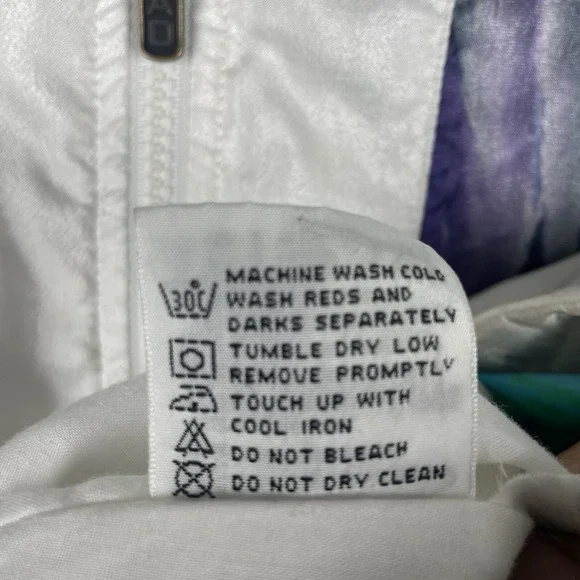 MACHINE WASH COLD
30°C
WASH REDS AND
DARKS SEPARATELY
TUMBLE DRY LOW
REMOVE PROMPTLY
TOUCH UP WITH
COOL IRON
DO NOT BLEACH
DO NOT DRY CLEAN